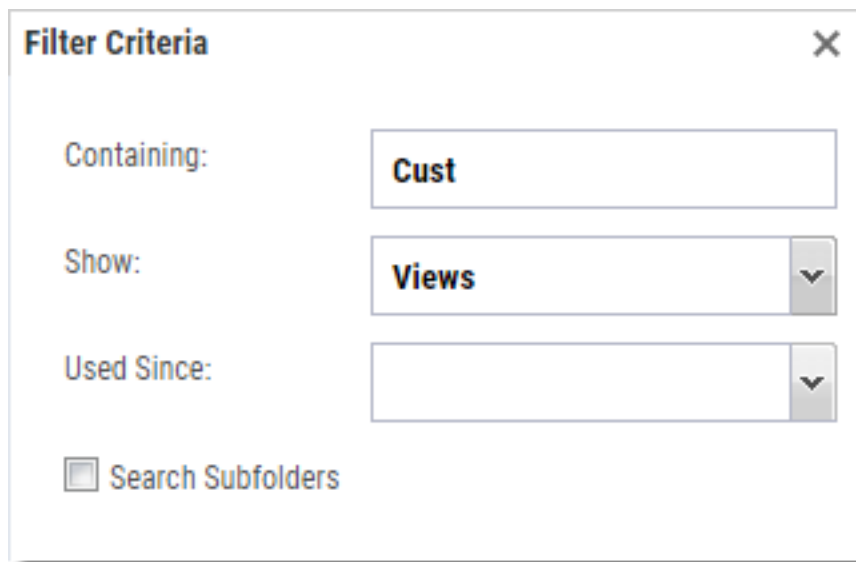 Filter Criteria
Containing:
Cust
Show:
Views
Used Since:
Search Subfolders